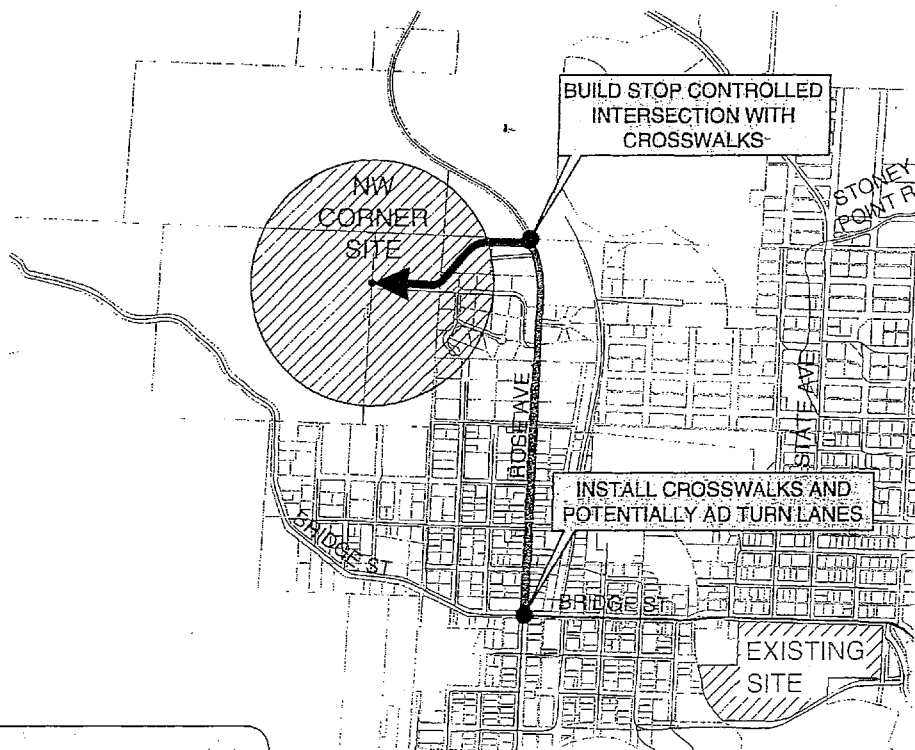 BUILD STOP CONTROLLED
INTERSECTION WITH
CROSSWALKS
NW
CORNER
SITE
STONEY
POINT R
STATE AVE
ROSE AVE
INSTALL CROSSWALKS AND
POTENTIALLY AD TURN LANES
BRIDGE ST
BRIDGE ST
EXISTING
SITE